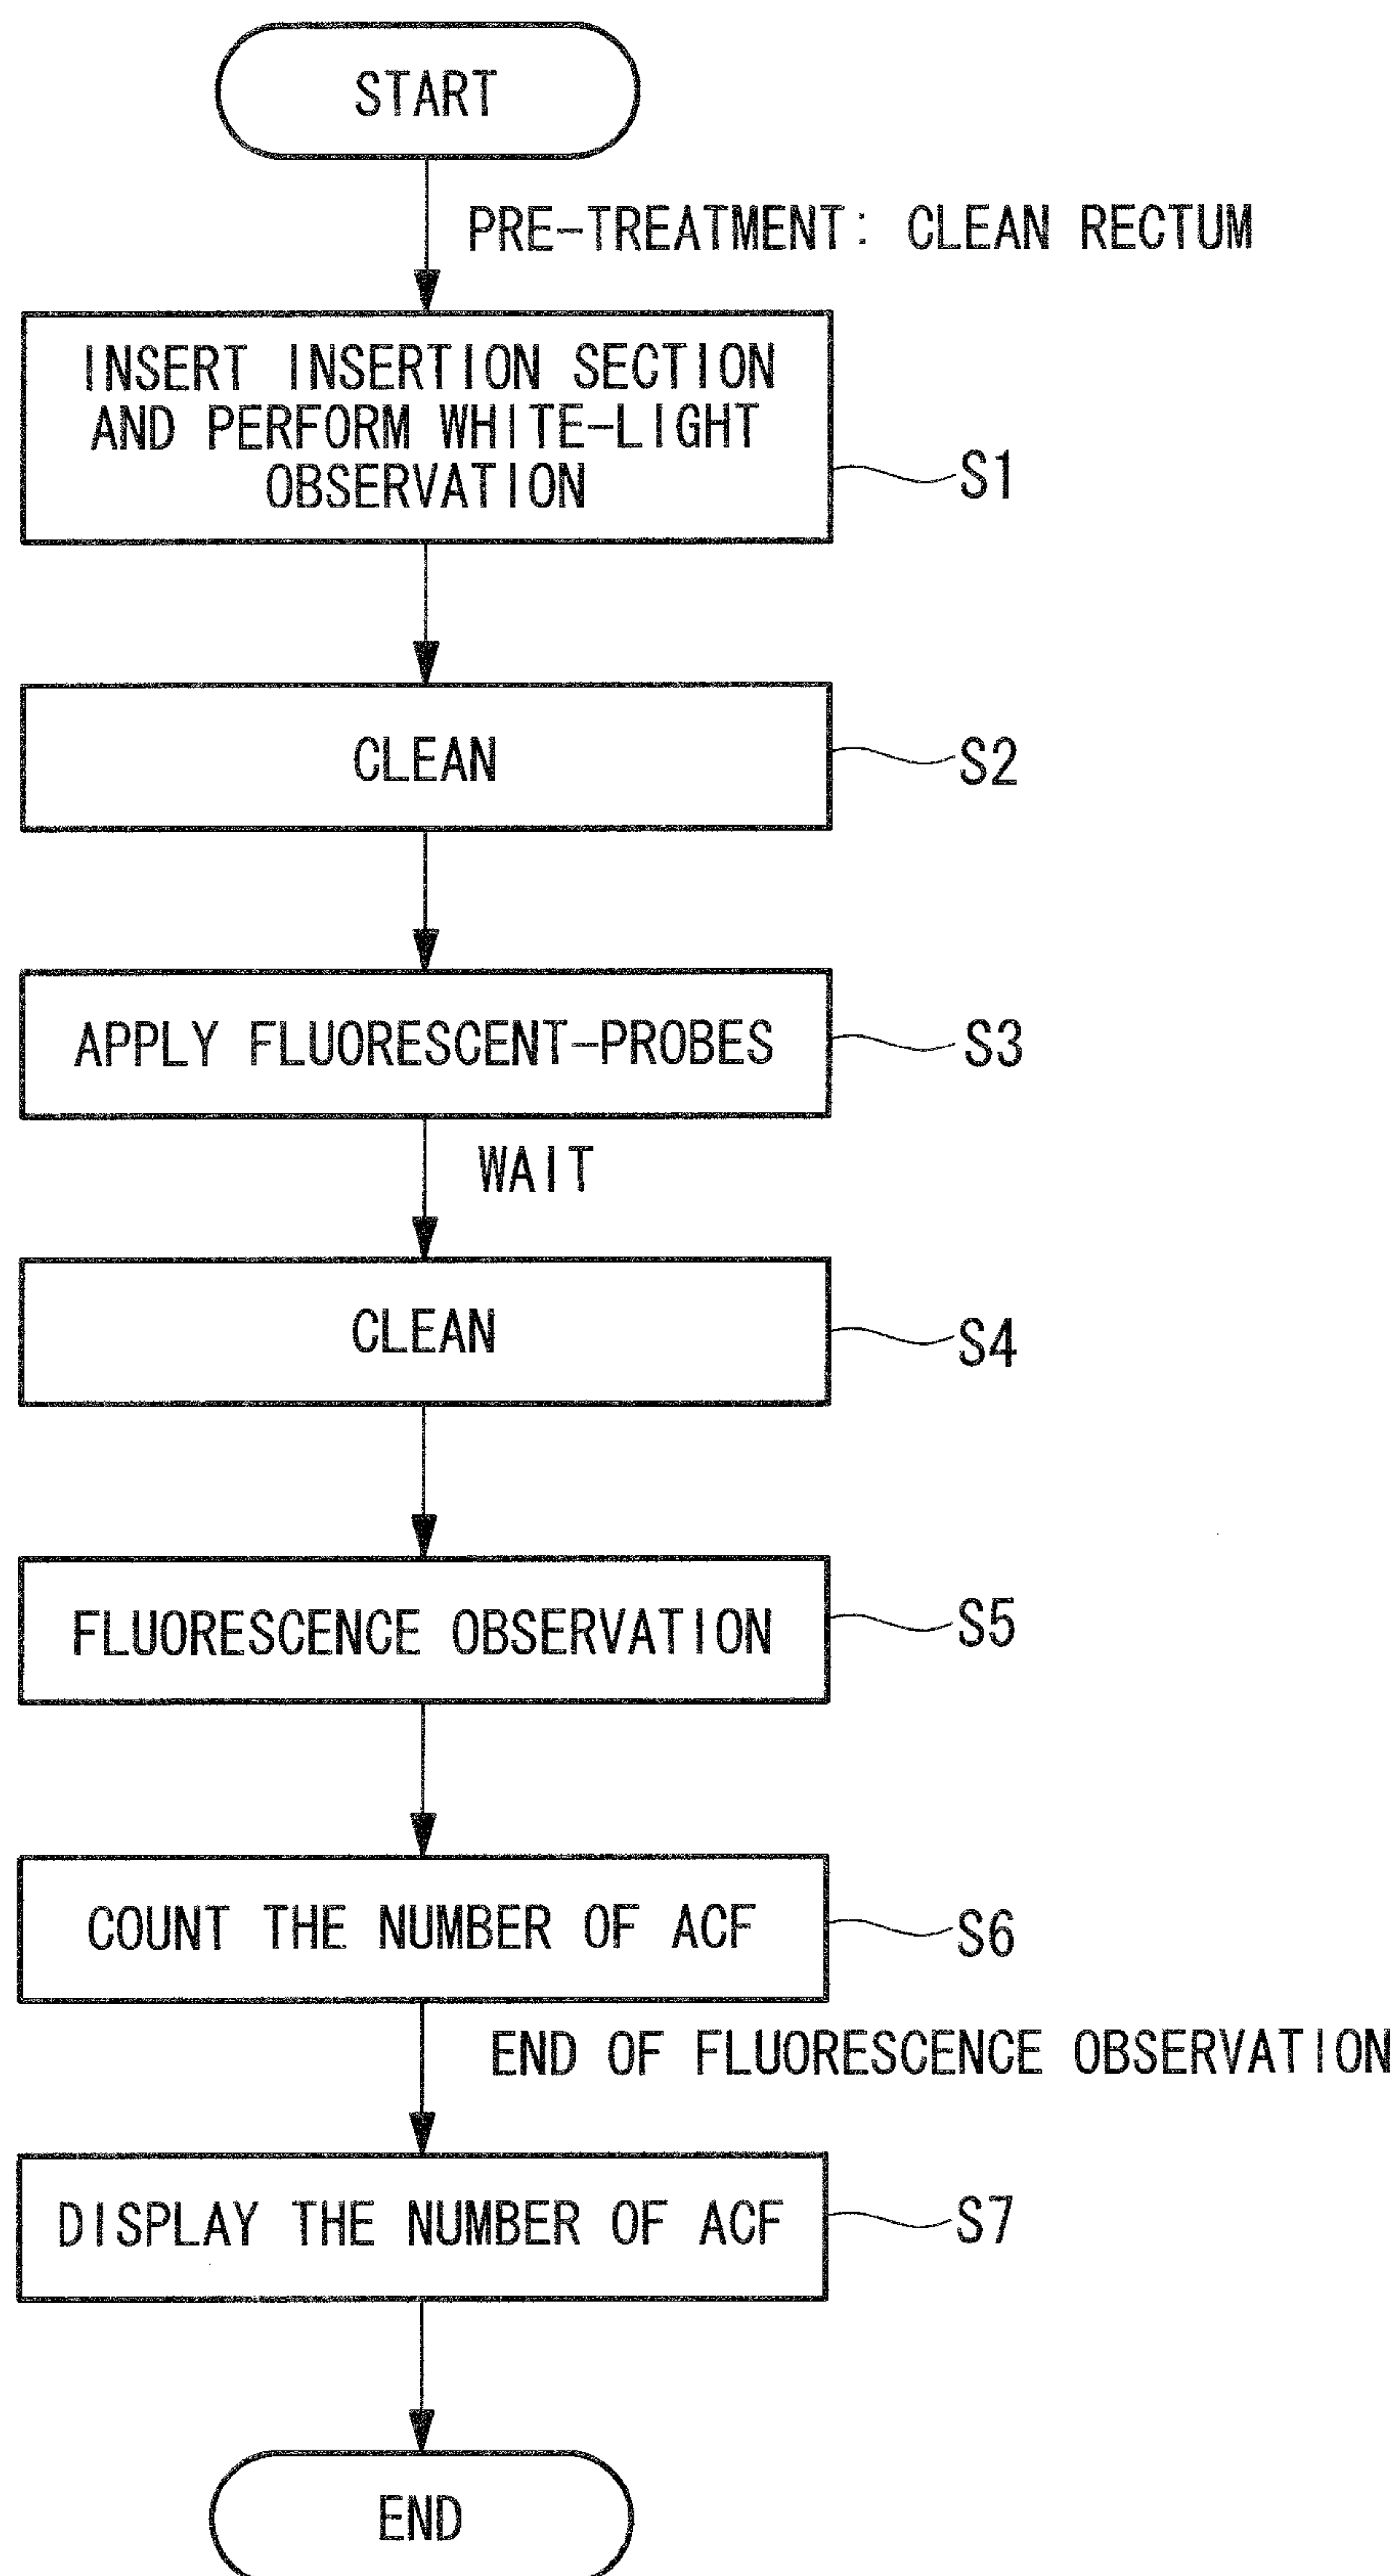 START
PRE-TREATMENT: CLEAN RECTUM
INSERT INSERTION SECTION
AND PERFORM WHITE-LIGHT
OBSERVATION
S1
CLEAN
S2
APPLY FLUORESCENT-PROBES
S3
WAIT
CLEAN
S4
FLUORESCENCE OBSERVATION
S5
COUNT THE NUMBER OF ACF
S6
END OF FLUORESCENCE OBSERVATION
DISPLAY THE NUMBER OF ACF
S7
END